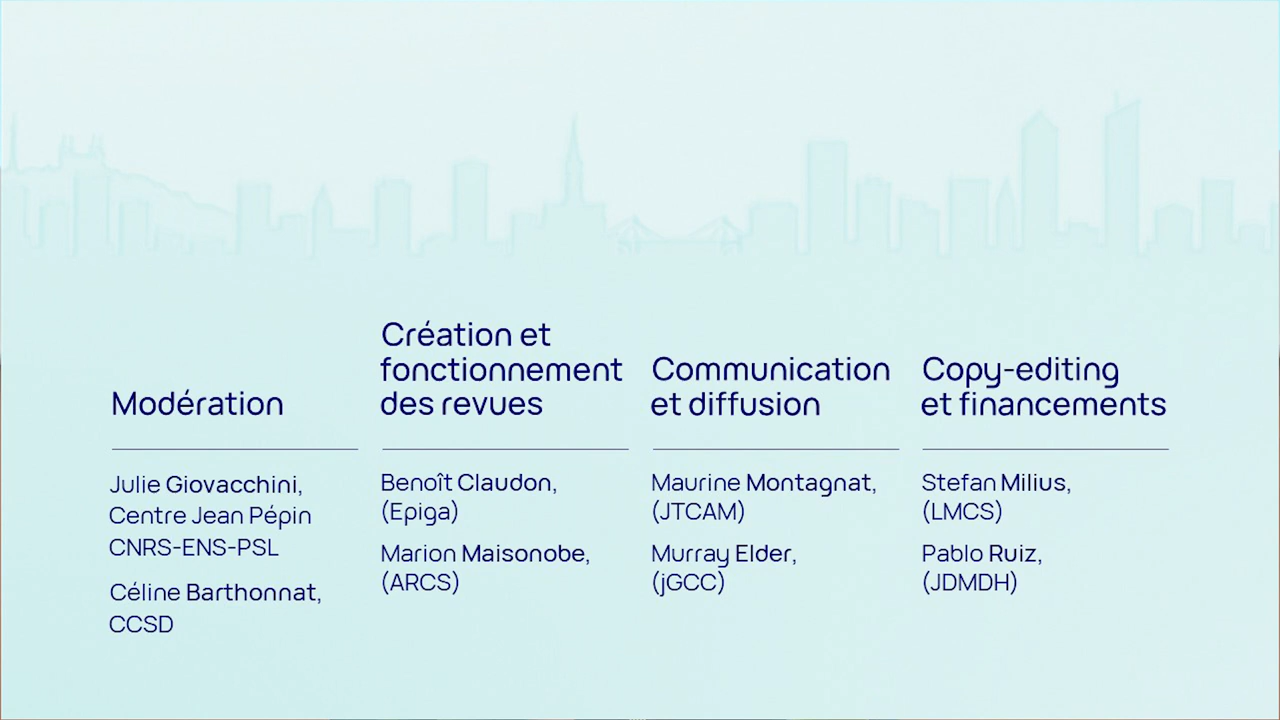 Modération
Julie Giovacchini,
Centre Jean Pépin
CNRS-ENS-PSL
Céline Barthonnat,
CCSD
Création et
fonctionnement
des revues
Benoît Claudon,
(Epiga)
Marion Maisonobe,
(ARCS)
Communication
et diffusion
Maurine Montagnat,
(JTCAM)
Murray Elder,
(jGCC)
Copy-editing
et financements
Stefan Milius,
(LMCS)
Pablo Ruiz,
(JDMDH)